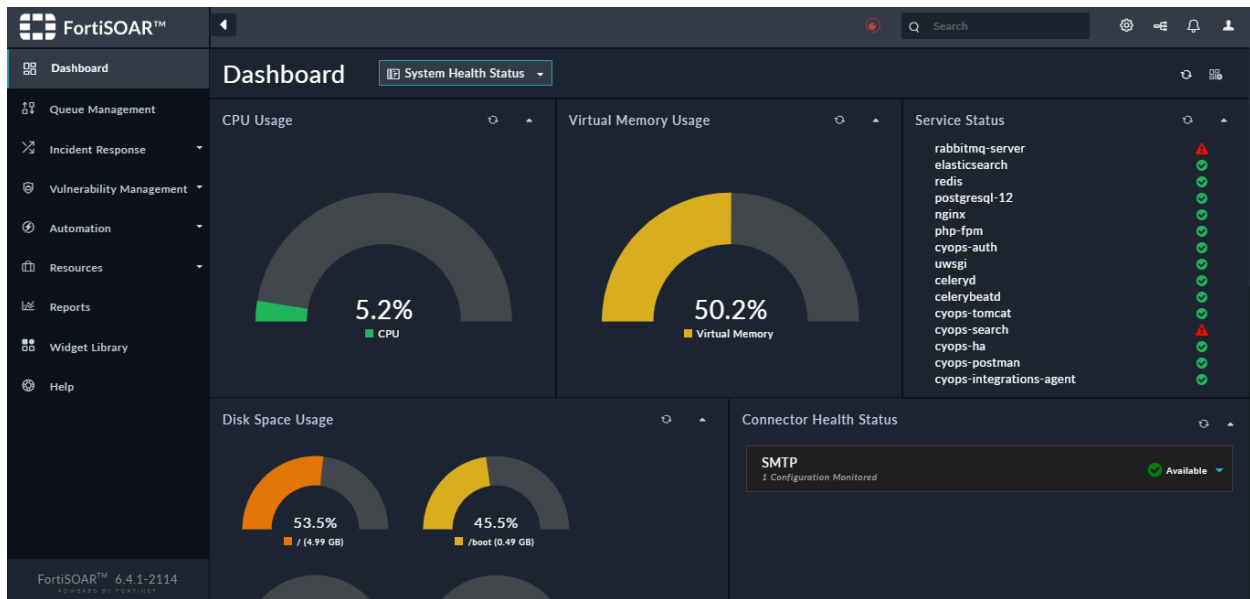 FortiSOAR™
Search
Dashboard
Queue Management
Incident Response
Vulnerability Management
Automation
Resources
Reports
Widget Library
Help
FortiSOAR™ 6.4.1-2114
POWERED BY FORTINET
Dashboard
System Health Status
CPU Usage
5.2%
CPU
Virtual Memory Usage
50.2%
Virtual Memory
Service Status
rabbitmq-server
elasticsearch
redis
postgresql-12
nginx
php-fpm
cyops-auth
uwsgi
celeryd
celerybeatd
cyops-tomcat
cyops-search
cyops-ha
cyops-postman
cyops-integrations-agent
Disk Space Usage
53.5%
/ (4.99 GB)
45.5%
/boot (0.49 GB)
Connector Health Status
SMTP
1 Configuration Monitored
Available